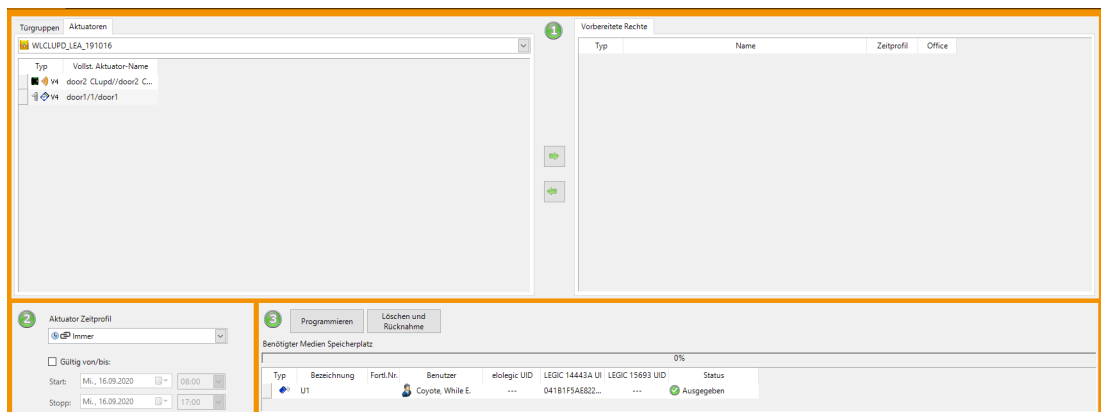 Türgruppen Aktuatoren
WLCLUPD_LEA_191016
Typ Vollst. Aktuator-Name
V4 door2 CLupd//door2 C...
V4 door1/1/door1
1
Vorbereitete Rechte
Typ Name Zeitprofil Office
2
Aktuator Zeitprofil
Immer
Gültig von/bis:
Start: Mi., 16.09.2020 08:00
Stopp: Mi., 16.09.2020 17:00
3
Programmieren
Löschen und
Rücknahme
Benötigter Medien Speicherplatz
0%
Typ Bezeichnung Fortl.Nr. Benutzer elolegic UID LEGIC 14443A UI LEGIC 15693 UID Status
U1 Coyote, While E. --- 041B1F5AE822... --- Ausgegeben